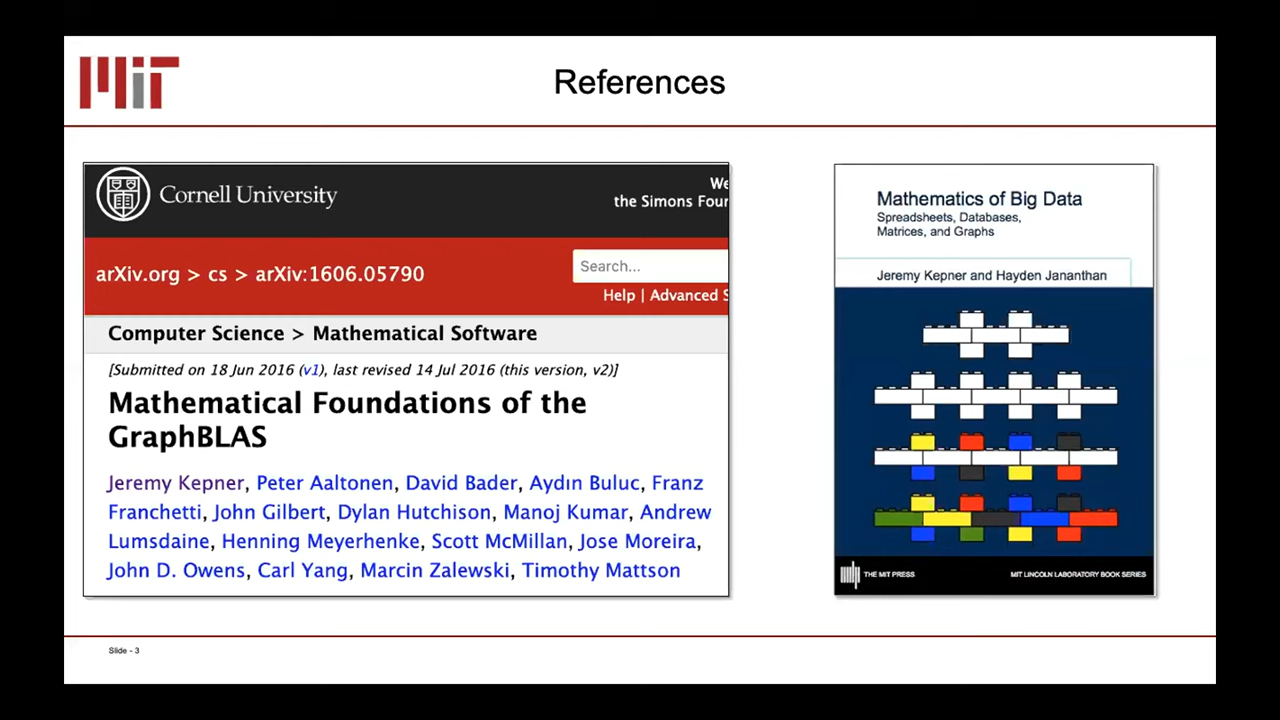 MIT
References
Cornell University
We
the Simons Four
arXiv.org > cs > arXiv:1606.05790
Search...
Help | Advanced S
Computer Science > Mathematical Software
[Submitted on 18 Jun 2016 (v1), last revised 14 Jul 2016 (this version, v2)]
Mathematical Foundations of the
GraphBLAS
Jeremy Kepner, Peter Aaltonen, David Bader, Aydın Buluc, Franz
Franchetti, John Gilbert, Dylan Hutchison, Manoj Kumar, Andrew
Lumsdaine, Henning Meyerhenke, Scott McMillan, Jose Moreira,
John D. Owens, Carl Yang, Marcin Zalewski, Timothy Mattson
Mathematics of Big Data
Spreadsheets, Databases,
Matrices, and Graphs
Jeremy Kepner and Hayden Jananthan
THE MIT PRESS
MIT LINCOLN LABORATORY BOOK SERIES
Slide - 3